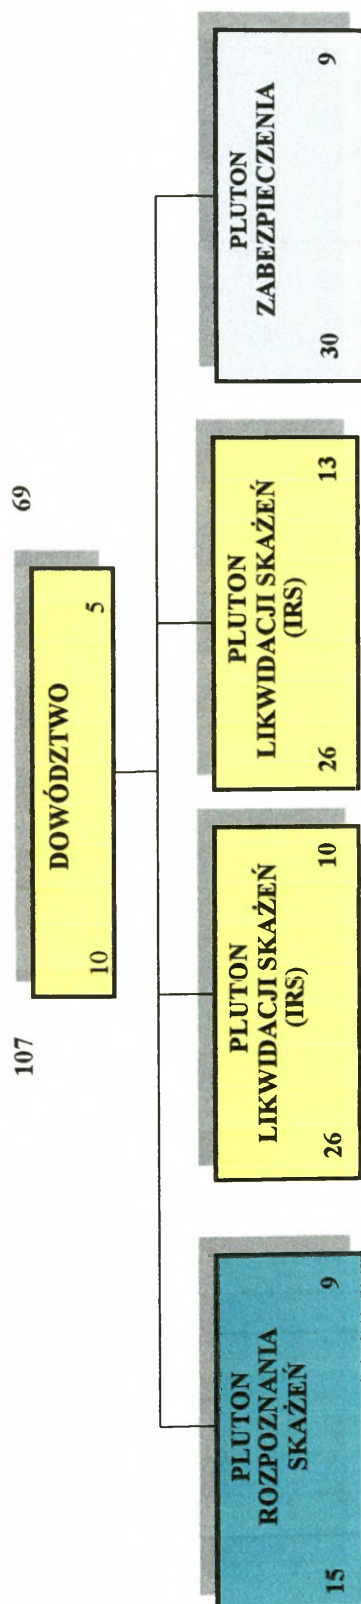 107
69
DOWÓDZTWO
10
5
PLUTON
ROZPOZNANIA
SKAŻEŃ
15
9
PLUTON
LIKWIDACJI SKAŻEŃ
(IRS)
26
10
PLUTON
LIKWIDACJI SKAŻEŃ
(IRS)
26
13
PLUTON
ZABEZPIECZENIA
30
9